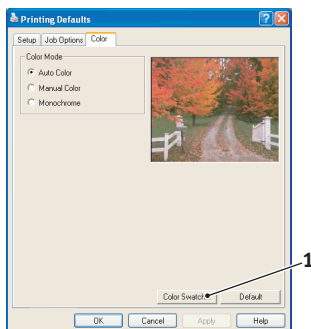 Printing Defaults
Setup Job Options Color
Color Mode
Auto Color
Manual Color
Monochrome
1
Color Swatch... Default
OK Cancel Apply Help